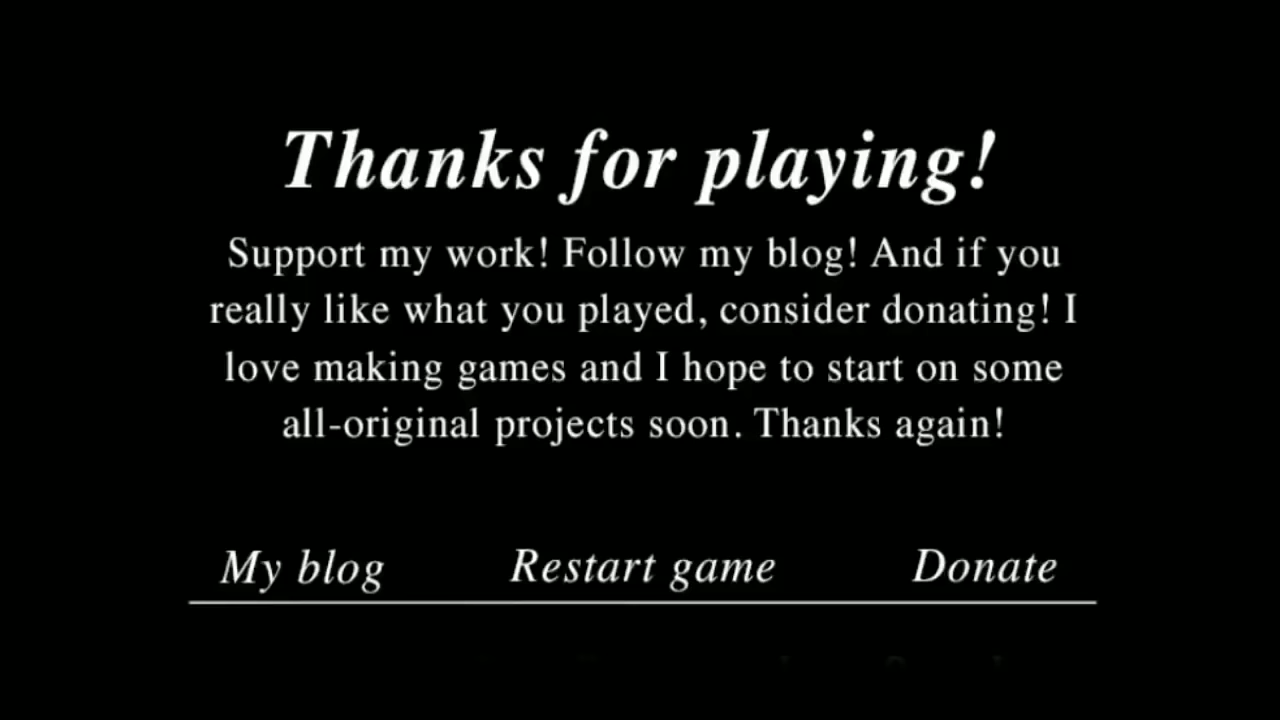 Thanks for playing!
Support my work! Follow my blog! And if you
really like what you played, consider donating! I
love making games and I hope to start on some
all-original projects soon. Thanks again!
My blog Restart game Donate